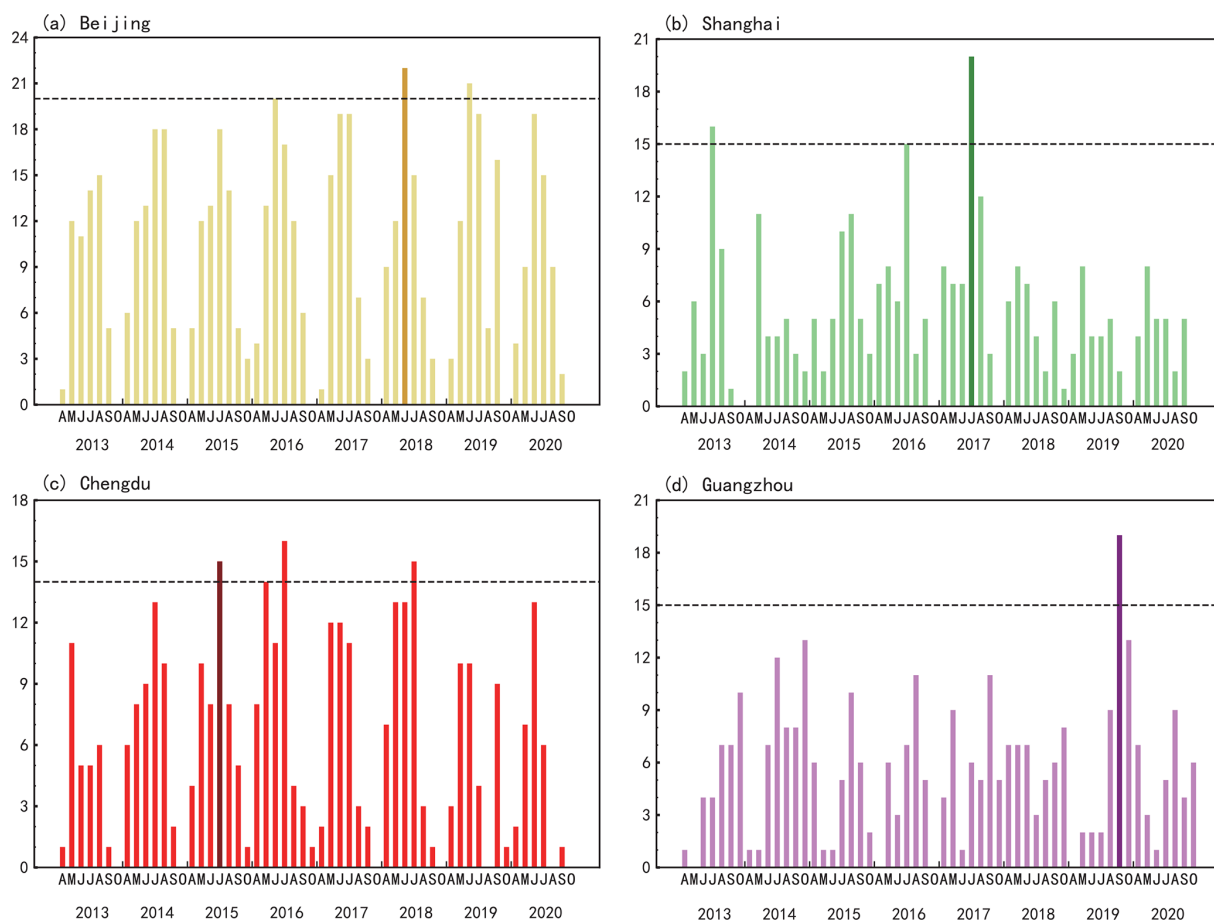 (a) Beijing
24
21
18
15
12
9
6
3
0
AMJJASOAMJJASOAMJJASOAMJJASOAMJJASOAMJJASOAMJJASOAMJJASO
2013 2014 2015 2016 2017 2018 2019 2020
(b) Shanghai
21
18
15
12
9
6
3
0
AMJJASOAMJJASOAMJJASOAMJJASOAMJJASOAMJJASOAMJJASOAMJJASO
2013 2014 2015 2016 2017 2018 2019 2020
(c) Chengdu
18
15
12
9
6
3
0
AMJJASOAMJJASOAMJJASOAMJJASOAMJJASOAMJJASOAMJJASOAMJJASO
2013 2014 2015 2016 2017 2018 2019 2020
(d) Guangzhou
21
18
15
12
9
6
3
0
AMJJASOAMJJASOAMJJASOAMJJASOAMJJASOAMJJASOAMJJASOAMJJASO
2013 2014 2015 2016 2017 2018 2019 2020